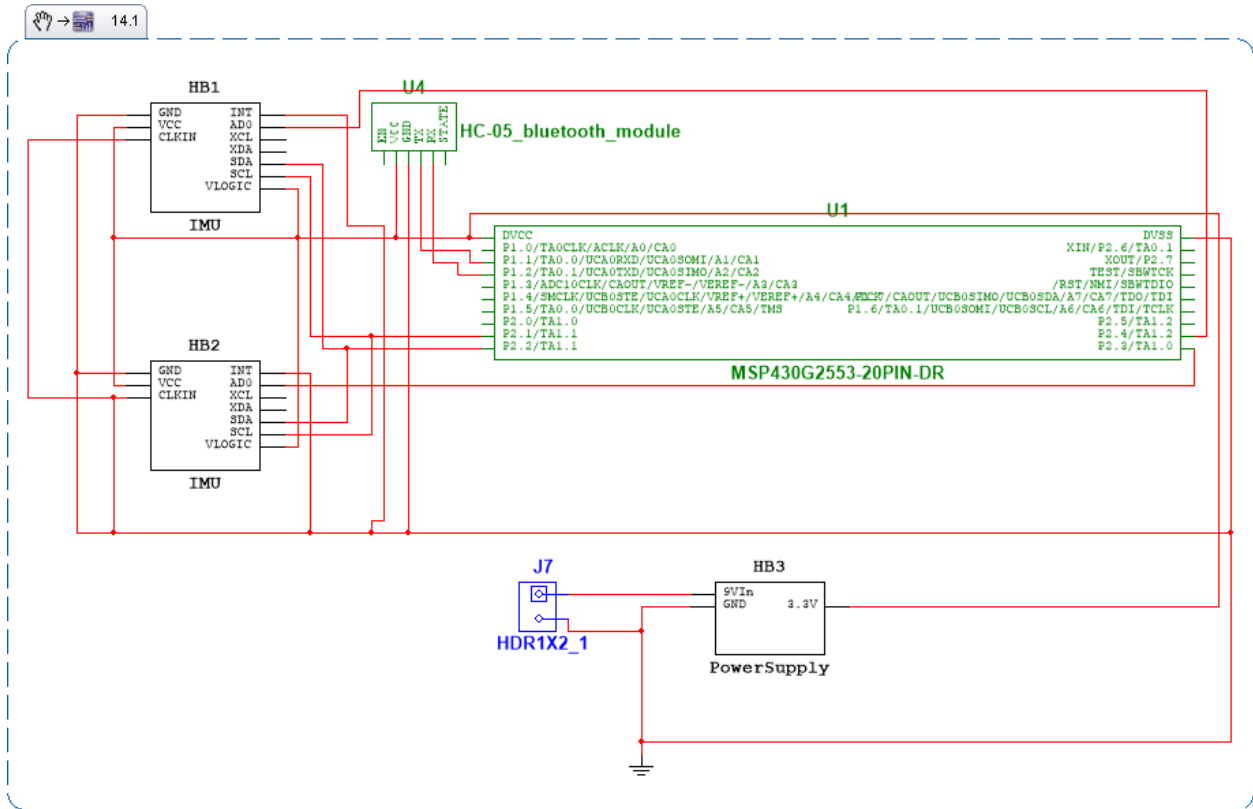 14.1
HB1
GND
VCC
CLKIN
INT
AD0
XCL
XDA
SDA
SCL
VLOGIC
IMU
U4
EN
VCC
GND
TX
RX
STATE
HC-05_bluetooth_module
U1
DVCC
P1.0/TA0CLK/ACLK/A0/CA0
P1.1/TA0.0/UCA0RXD/UCA0SOMI/A1/CA1
P1.2/TA0.1/UCA0TXD/UCA0SIMO/A2/CA2
P1.3/ADC10CLK/CAOUT/VREF-/VEREF-/A3/CA3
P1.4/SMCLK/UCB0STE/UCA0CLK/VREF+/VEREF+/A4/CA4/
P1.5/TA0.0/UCB0CLK/UCA0STE/A5/CA5/TMS
P2.0/TA1.0
P2.1/TA1.1
P2.2/TA1.1
DVSS
XIN/P2.6/TA0.1
XOUT/P2.7
TEST/SBWTCK
/RST/NMI/SBWTDIO
/CAOUT/UCB0SIMO/UCB0SDA/A7/CA7/TDO/TDI
P1.6/TA0.1/UCB0SOMI/UCB0SCL/A6/CA6/TDI/TCLK
P2.5/TA1.2
P2.4/TA1.2
P2.3/TA1.0
MSP430G2553-20PIN-DR
HB2
GND
VCC
CLKIN
INT
AD0
XCL
XDA
SDA
SCL
VLOGIC
IMU
J7
HDR1X2_1
HB3
9VIn
GND
3.3V
PowerSupply